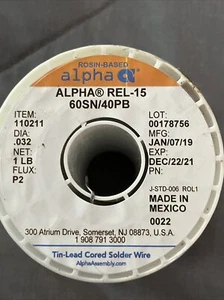 ROSIN-BASED
alpha
ALPHA® REL-15
60SN/40PB
ITEM: LOT:
110211 00178756
DIA: MFG:
.032 JAN/07/19
NET: EXP:
1 LB DEC/22/21
FLUX: PN:
P2
J-STD-006 ROL1
MADE IN
MEXICO
0022
300 Atrium Drive, Somerset, NJ 08873, U.S.A.
1 908 791 3000
Tin-Lead Cored Solder Wire
AlphaAssembly.com